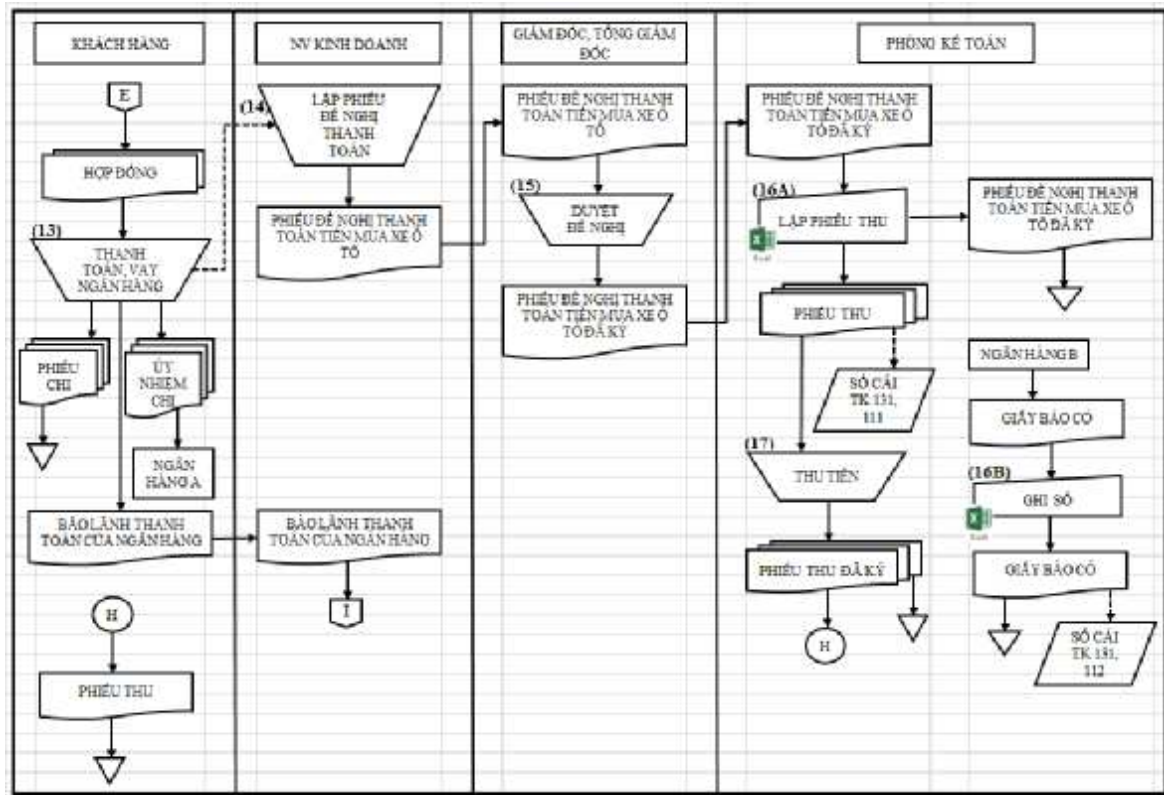 KHÁCH HÀNG
NV KINH DOANH
GIÁM ĐỐC, TỔNG GIÁM
ĐỐC
PHÒNG KẾ TOÁN
E
HỢP ĐỒNG
(13)
THANH
TOÁN, VAY
NGÂN HÀNG
PHIẾU
CHI
ỦY
NHIỆM
CHI
NGÂN
HÀNG A
BẢO LÃNH THANH
TOÁN CỦA NGÂN HÀNG
H
PHIẾU THU
(14)
LẬP PHIẾU
ĐỀ NGHỊ
THANH
TOÁN
PHIẾU ĐỀ NGHỊ THANH
TOÁN TIỀN MUA XE Ô
TÔ
BẢO LÃNH THANH
TOÁN CỦA NGÂN HÀNG
I
PHIẾU ĐỀ NGHỊ THANH
TOÁN TIỀN MUA XE Ô
TÔ
(15)
DUYỆT
ĐỀ NGHỊ
PHIẾU ĐỀ NGHỊ THANH
TOÁN TIỀN MUA XE Ô
TÔ ĐÃ KÝ
PHIẾU ĐỀ NGHỊ THANH
TOÁN TIỀN MUA XE Ô
TÔ ĐÃ KÝ
(16A)
LẬP PHIẾU THU
Excel
PHIẾU THU
SỔ CÁI
TK 131,
111
(17)
THU TIỀN
PHIẾU THU ĐÃ KÝ
H
PHIẾU ĐỀ NGHỊ THANH
TOÁN TIỀN MUA XE Ô
TÔ ĐÃ KÝ
NGÂN HÀNG B
GIẤY BÁO CÓ
(16B)
GHI SỔ
Excel
GIẤY BÁO CÓ
SỔ CÁI
TK 131,
112